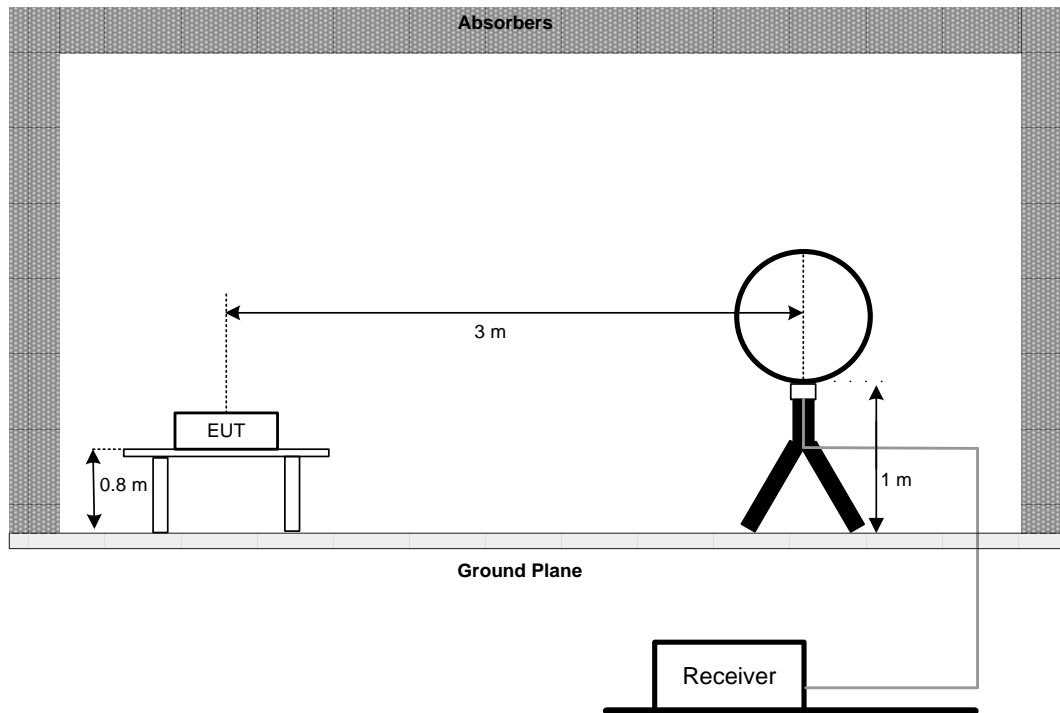 Absorbers
3 m
EUT
0.8 m
1 m
Ground Plane
Receiver